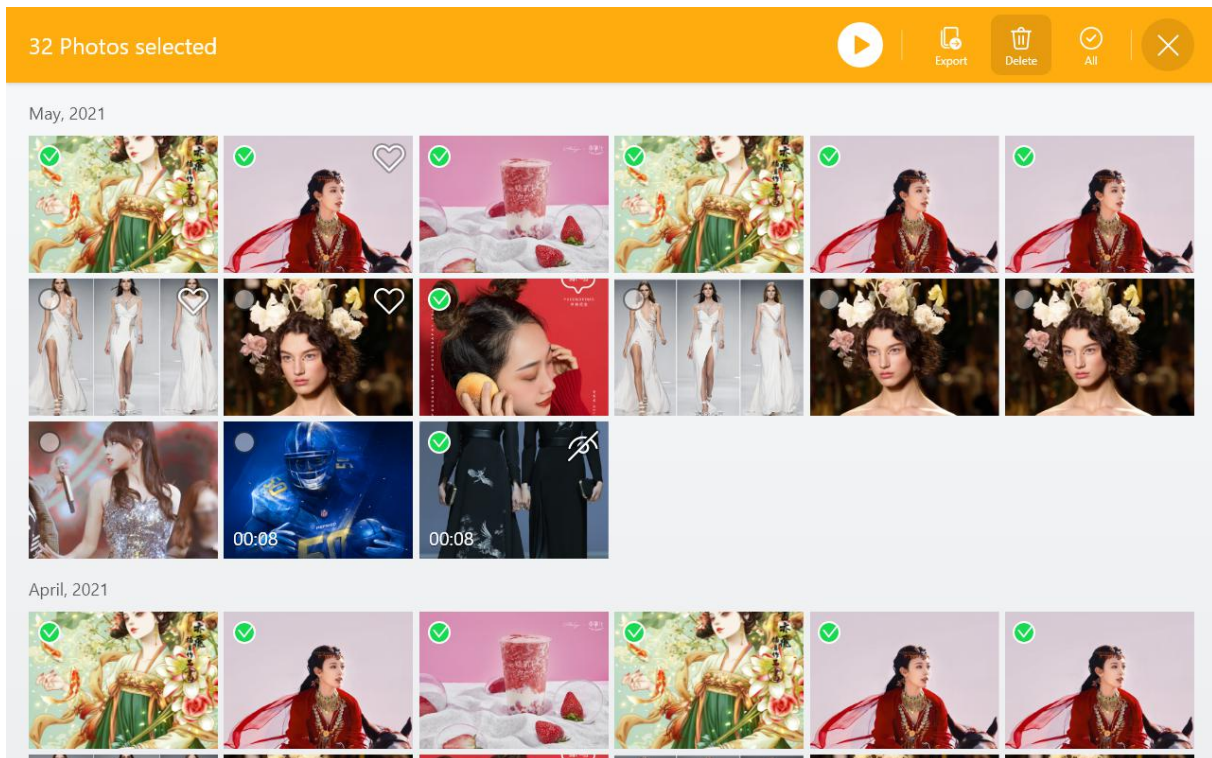 32 Photos selected
Export
Delete
All
May, 2021
00:08
00:08
April, 2021